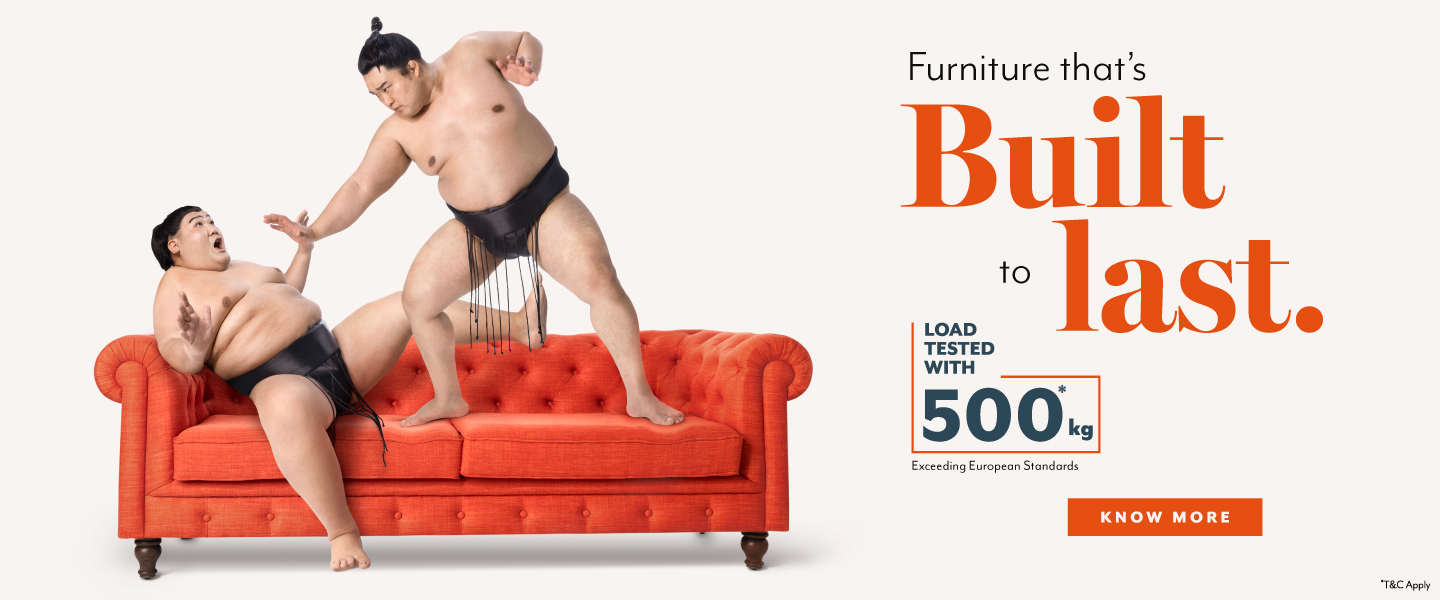 Furniture that's
Built
to last.
LOAD
TESTED
WITH
500*kg
Exceeding European Standards
KNOW MORE
*T&C Apply